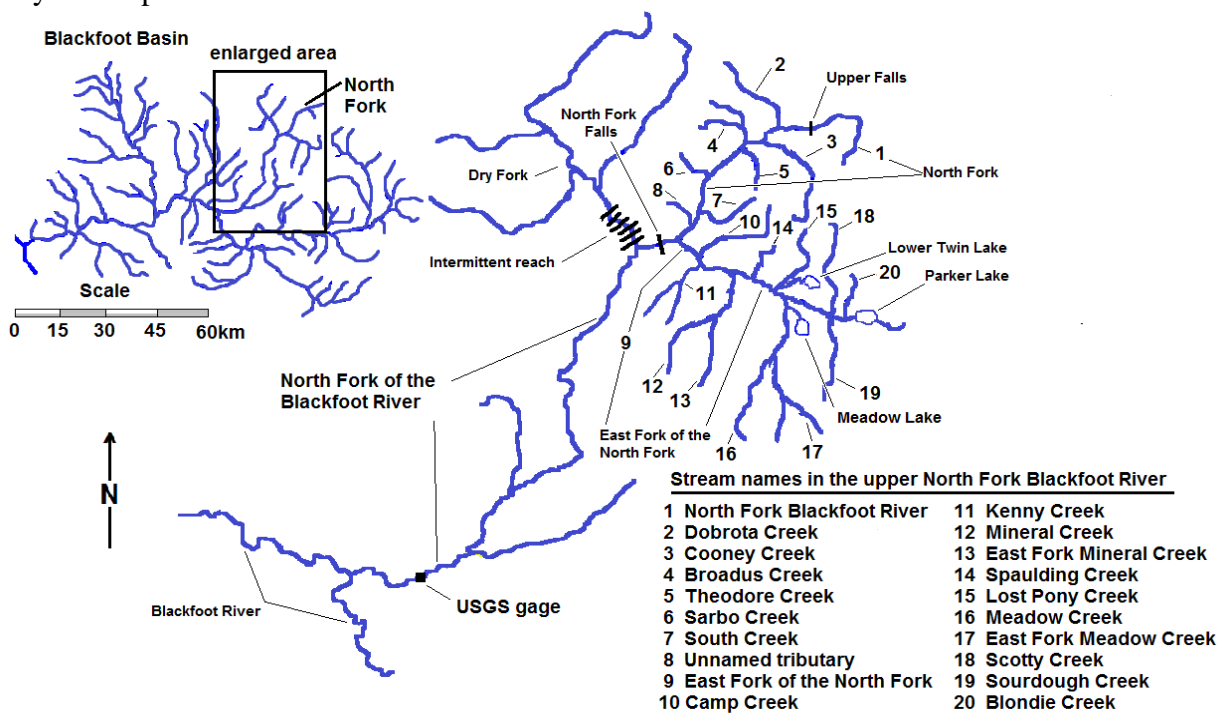 Blackfoot Basin
enlarged area
North
Fork
Scale
0 15 30 45 60km
N
2
Upper Falls
North Fork
Falls
4
3
1
Dry Fork
6
5
North Fork
8
7
15
10
18
14
Lower Twin Lake
Intermittent reach
20
Parker Lake
11
9
12
19
13
Meadow Lake
North Fork of the
Blackfoot River
East Fork of the
North Fork
16
17
Blackfoot River
USGS gage
Stream names in the upper North Fork Blackfoot River
1 North Fork Blackfoot River
2 Dobrota Creek
3 Cooney Creek
4 Broadus Creek
5 Theodore Creek
6 Sarbo Creek
7 South Creek
8 Unnamed tributary
9 East Fork of the North Fork
10 Camp Creek
11 Kenny Creek
12 Mineral Creek
13 East Fork Mineral Creek
14 Spaulding Creek
15 Lost Pony Creek
16 Meadow Creek
17 East Fork Meadow Creek
18 Scotty Creek
19 Sourdough Creek
20 Blondie Creek